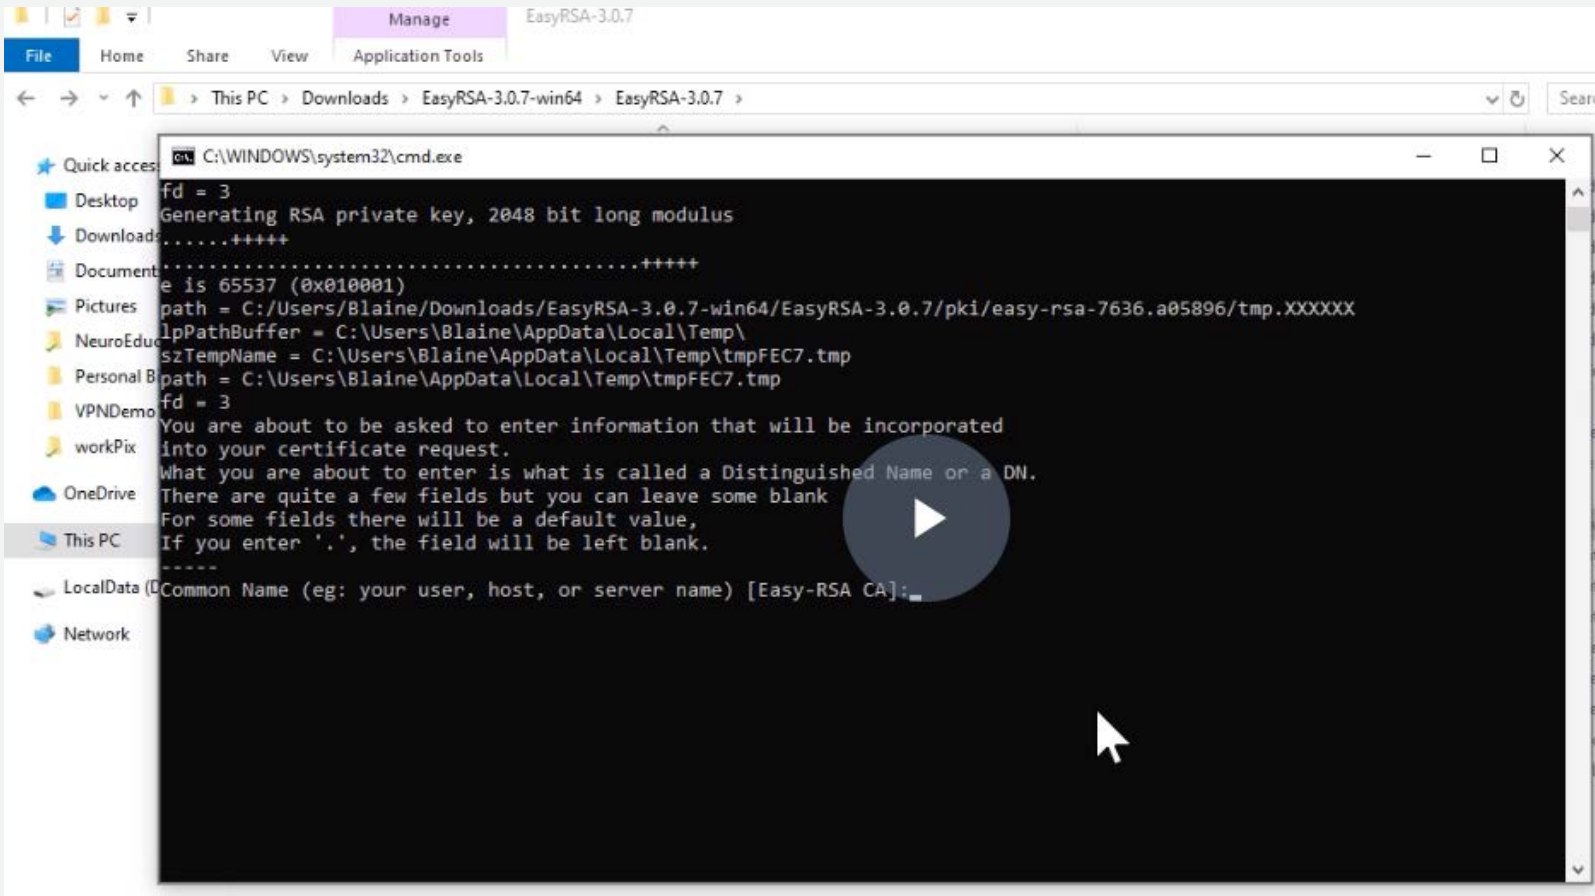 Manage
EasyRSA-3.0.7
File
Home
Share
View
Application Tools
This PC > Downloads > EasyRSA-3.0.7-win64 > EasyRSA-3.0.7 >
Sear
C:\WINDOWS\system32\cmd.exe
Quick acces
Desktop
Download
Document
Pictures
NeuroEdu
Personal B
VPNDemo
workPix
OneDrive
This PC
LocalData (D
Network
fd = 3
Generating RSA private key, 2048 bit long modulus
......+++++
.........................................+++++
e is 65537 (0x010001)
path = C:/Users/Blaine/Downloads/EasyRSA-3.0.7-win64/EasyRSA-3.0.7/pki/easy-rsa-7636.a05896/tmp.XXXXXX
lpPathBuffer = C:\Users\Blaine\AppData\Local\Temp\
szTempName = C:\Users\Blaine\AppData\Local\Temp\tmpFEC7.tmp
path = C:\Users\Blaine\AppData\Local\Temp\tmpFEC7.tmp
fd = 3
You are about to be asked to enter information that will be incorporated
into your certificate request.
What you are about to enter is what is called a Distinguished Name or a DN.
There are quite a few fields but you can leave some blank
For some fields there will be a default value,
If you enter '.', the field will be left blank.
-----
Common Name (eg: your user, host, or server name) [Easy-RSA CA]: